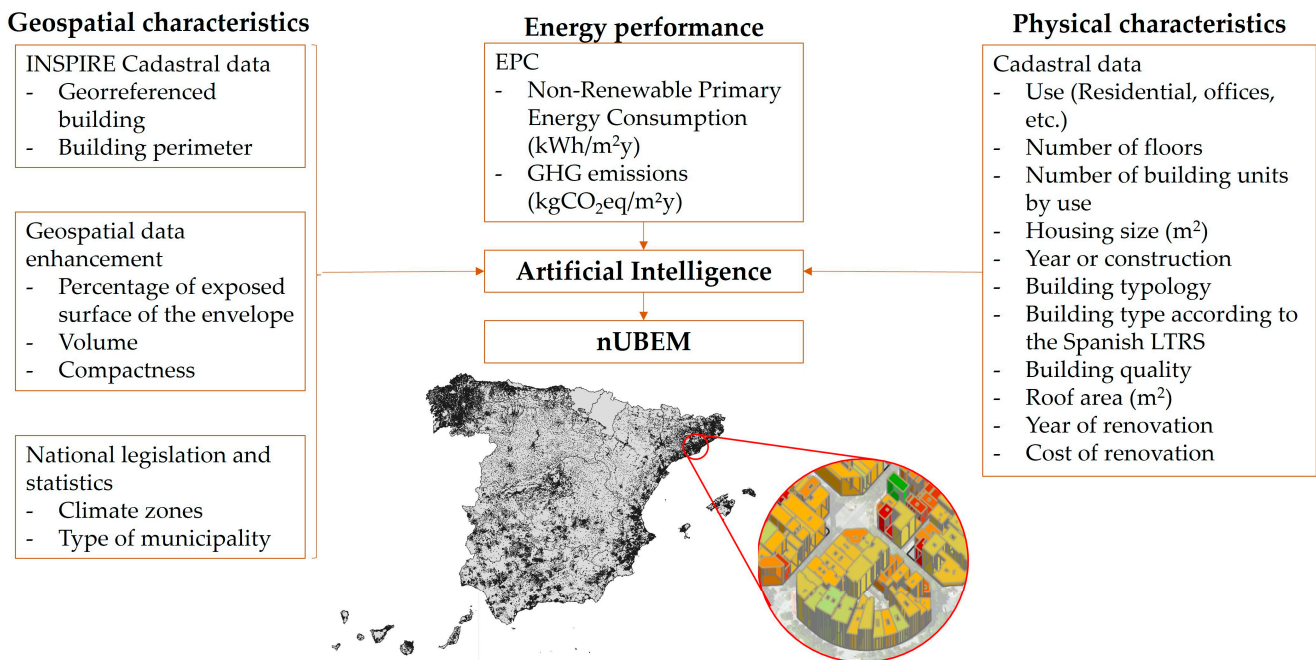 Geospatial characteristics
INSPIRE Cadastral data
- Georreferenced
building
- Building perimeter
Geospatial data
enhancement
- Percentage of exposed
surface of the envelope
- Volume
- Compactness
National legislation and
statistics
- Climate zones
- Type of municipality
Energy performance
EPC
- Non-Renewable Primary
Energy Consumption
(kWh/m²y)
- GHG emissions
(kgCO₂eq/m²y)
Artificial Intelligence
nUBEM
Physical characteristics
Cadastral data
- Use (Residential, offices,
etc.)
- Number of floors
- Number of building units
by use
- Housing size (m²)
- Year or construction
- Building typology
- Building type according to
the Spanish LTRS
- Building quality
- Roof area (m²)
- Year of renovation
- Cost of renovation